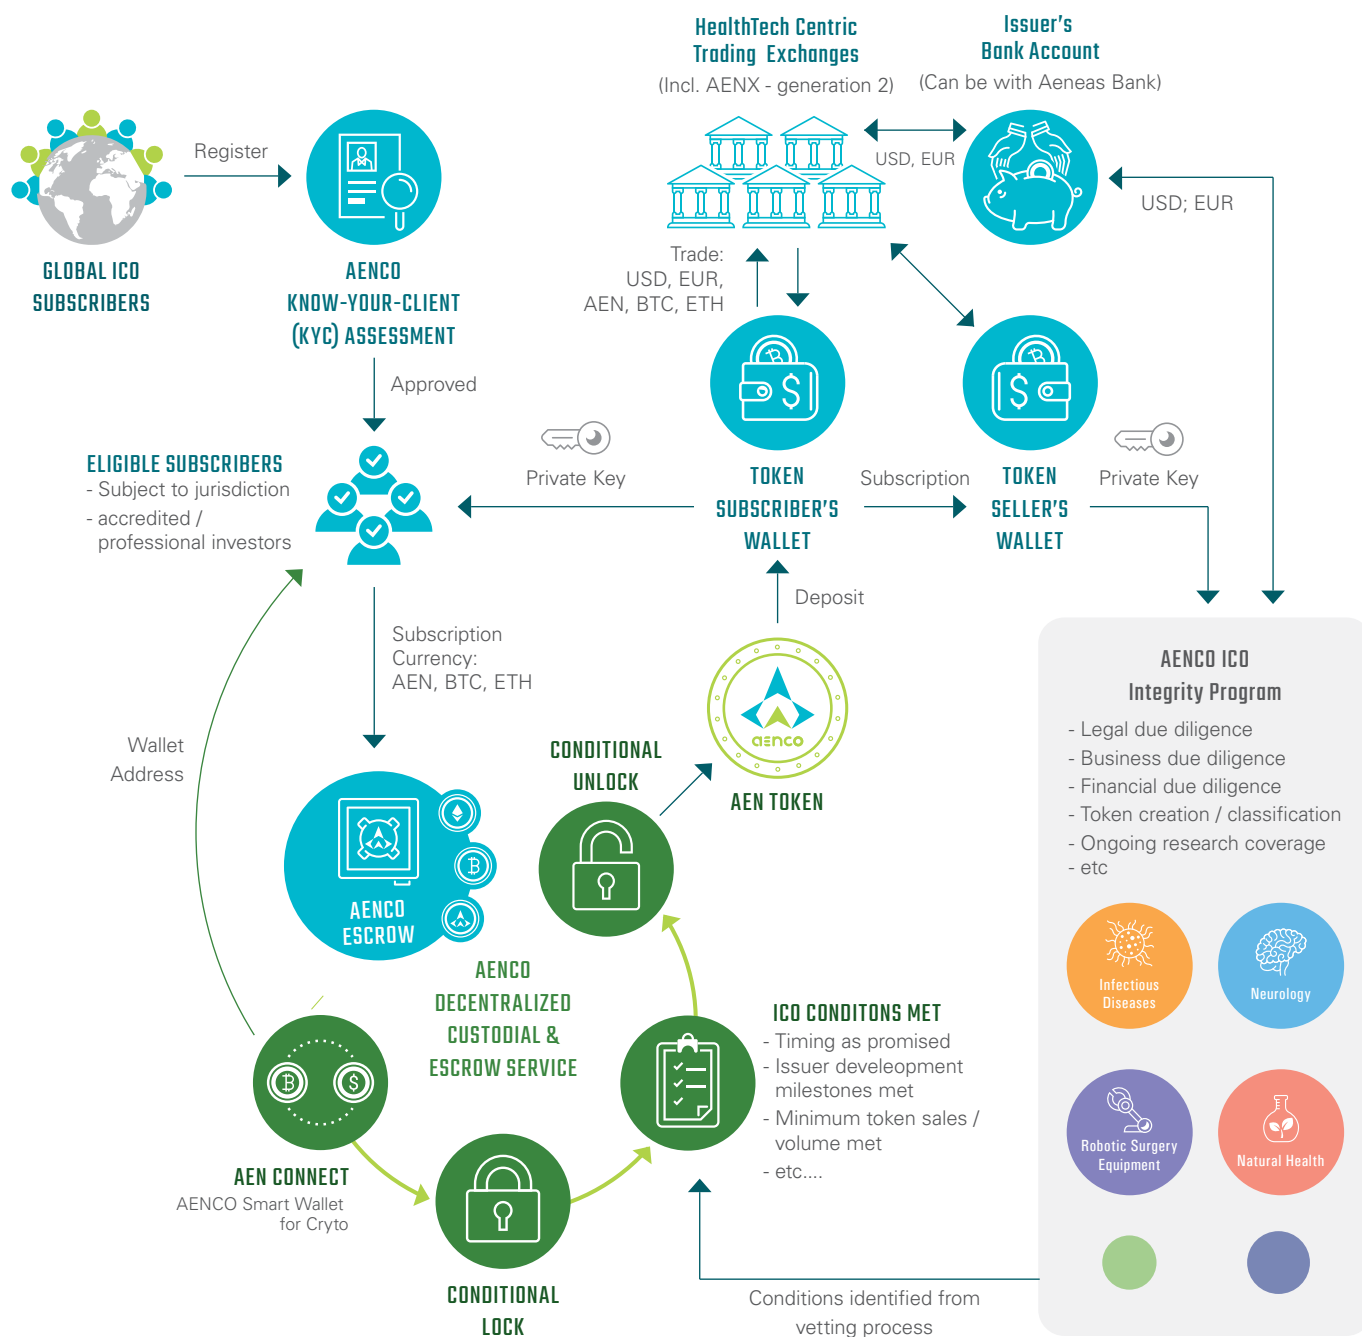 HealthTech Centric
Trading Exchanges
(Incl. AENX - generation 2)
Issuer's
Bank Account
(Can be with Aeneas Bank)
Register
USD, EUR
USD; EUR
GLOBAL ICO
SUBSCRIBERS
AENCO
KNOW-YOUR-CLIENT
(KYC) ASSESSMENT
Trade:
USD, EUR,
AEN, BTC, ETH
Approved
ELIGIBLE SUBSCRIBERS
- Subject to jurisdiction
- accredited /
professional investors
Private Key
TOKEN
SUBSCRIBER'S
WALLET
Subscription
TOKEN
SELLER'S
WALLET
Private Key
Deposit
Subscription
Currency:
AEN, BTC, ETH
Wallet
Address
aenco
AEN TOKEN
CONDITIONAL
UNLOCK
AENCO
ESCROW
AENCO
DECENTRALIZED
CUSTODIAL &
ESCROW SERVICE
ICO CONDITONS MET
- Timing as promised
- Issuer develeopment
milestones met
- Minimum token sales /
volume met
- etc....
AEN CONNECT
AENCO Smart Wallet
for Cryto
CONDITIONAL
LOCK
Conditions identified from
vetting process
AENCO ICO
Integrity Program
- Legal due diligence
- Business due diligence
- Financial due diligence
- Token creation / classification
- Ongoing research coverage
- etc
Infectious
Diseases
Neurology
Robotic Surgery
Equipment
Natural Health